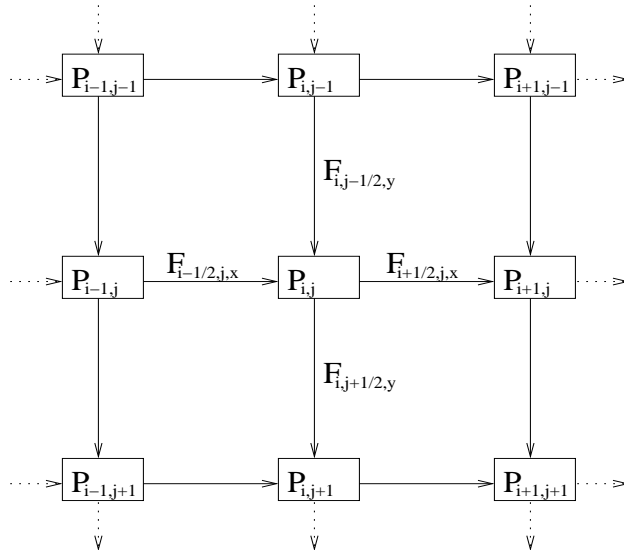 P_{i−1,j−1} P_{i,j−1} P_{i+1,j−1}
F_{i,j−1/2,y}
F_{i−1/2,j,x} F_{i+1/2,j,x}
P_{i−1,j} P_{i,j} P_{i+1,j}
F_{i,j+1/2,y}
P_{i−1,j+1} P_{i,j+1} P_{i+1,j+1}